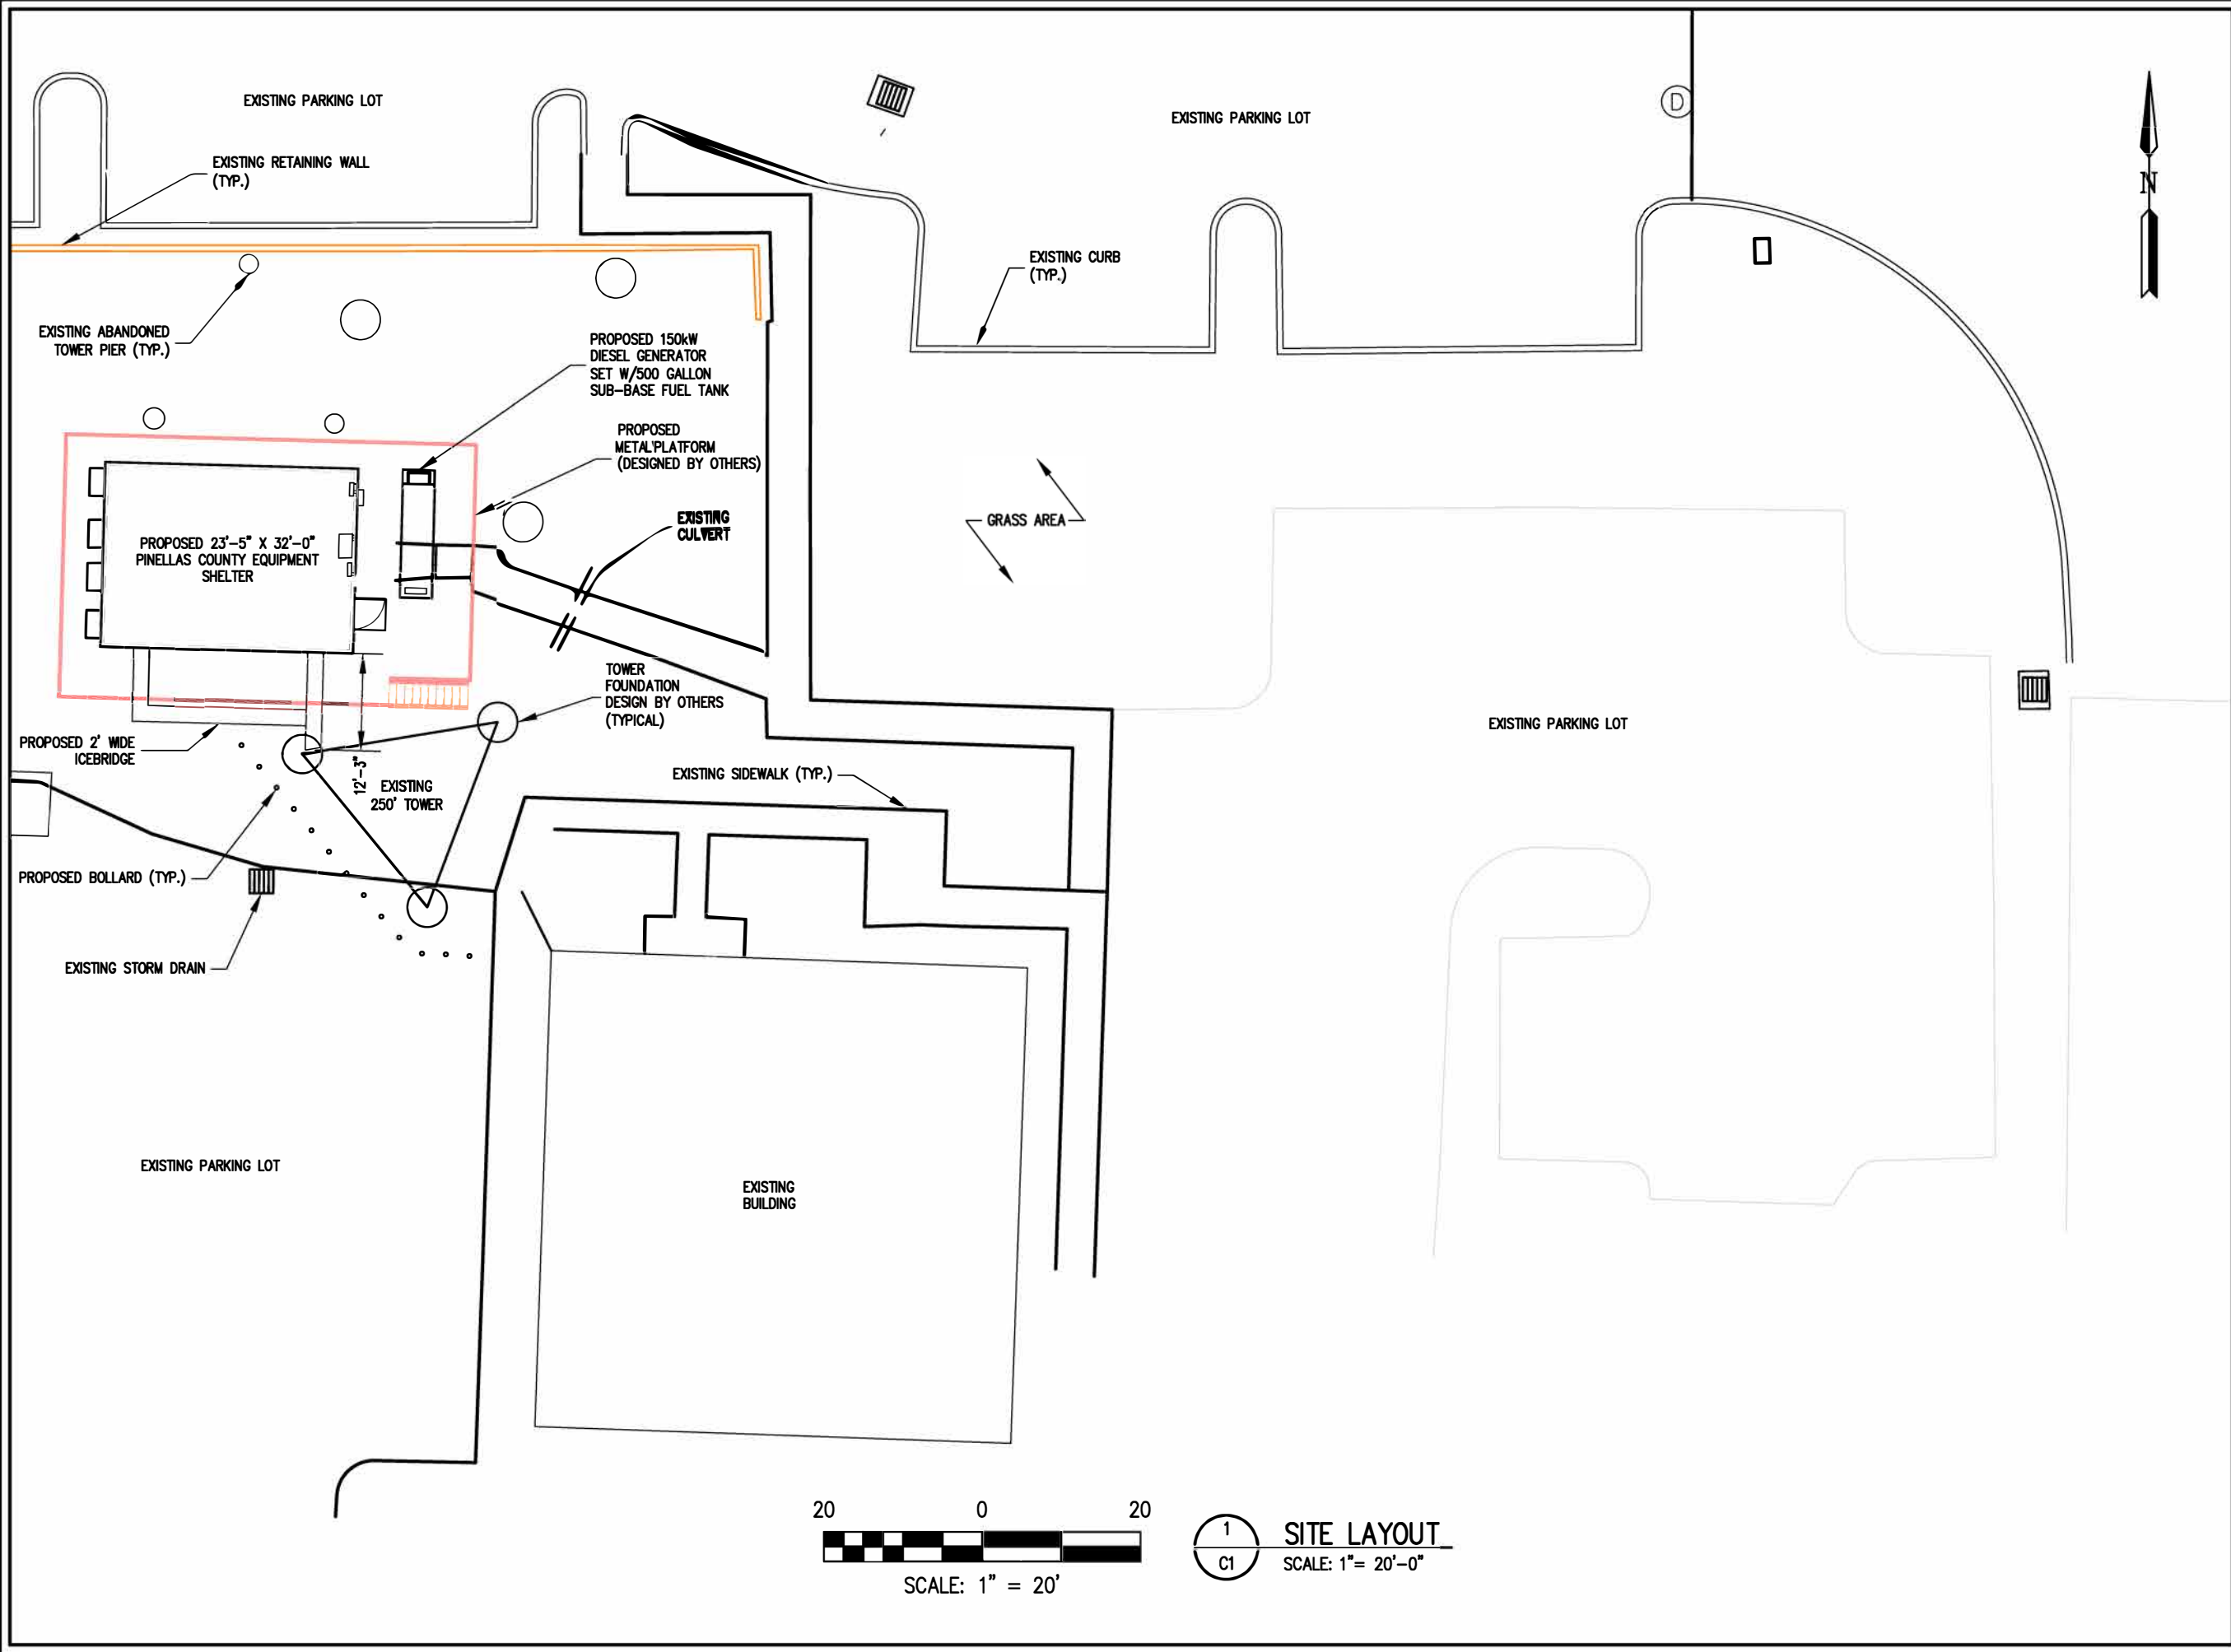 EXISTING PARKING LOT
EXISTING PARKING LOT
D
N
EXISTING RETAINING WALL
(TYP.)
EXISTING CURB
(TYP.)
EXISTING ABANDONED
TOWER PIER (TYP.)
PROPOSED 150kW
DIESEL GENERATOR
SET W/500 GALLON
SUB-BASE FUEL TANK
PROPOSED
METAL PLATFORM
(DESIGNED BY OTHERS)
EXISTING
CULVERT
GRASS AREA
PROPOSED 23'-5" X 32'-0"
PINELLAS COUNTY EQUIPMENT
SHELTER
TOWER
FOUNDATION
DESIGN BY OTHERS
(TYPICAL)
EXISTING PARKING LOT
PROPOSED 2' WIDE
ICEBRIDGE
12'-3"
EXISTING
250' TOWER
EXISTING SIDEWALK (TYP.)
PROPOSED BOLLARD (TYP.)
EXISTING STORM DRAIN
EXISTING PARKING LOT
EXISTING
BUILDING
20 0 20
SCALE: 1" = 20'
1
C1
SITE LAYOUT
SCALE: 1"= 20'-0"